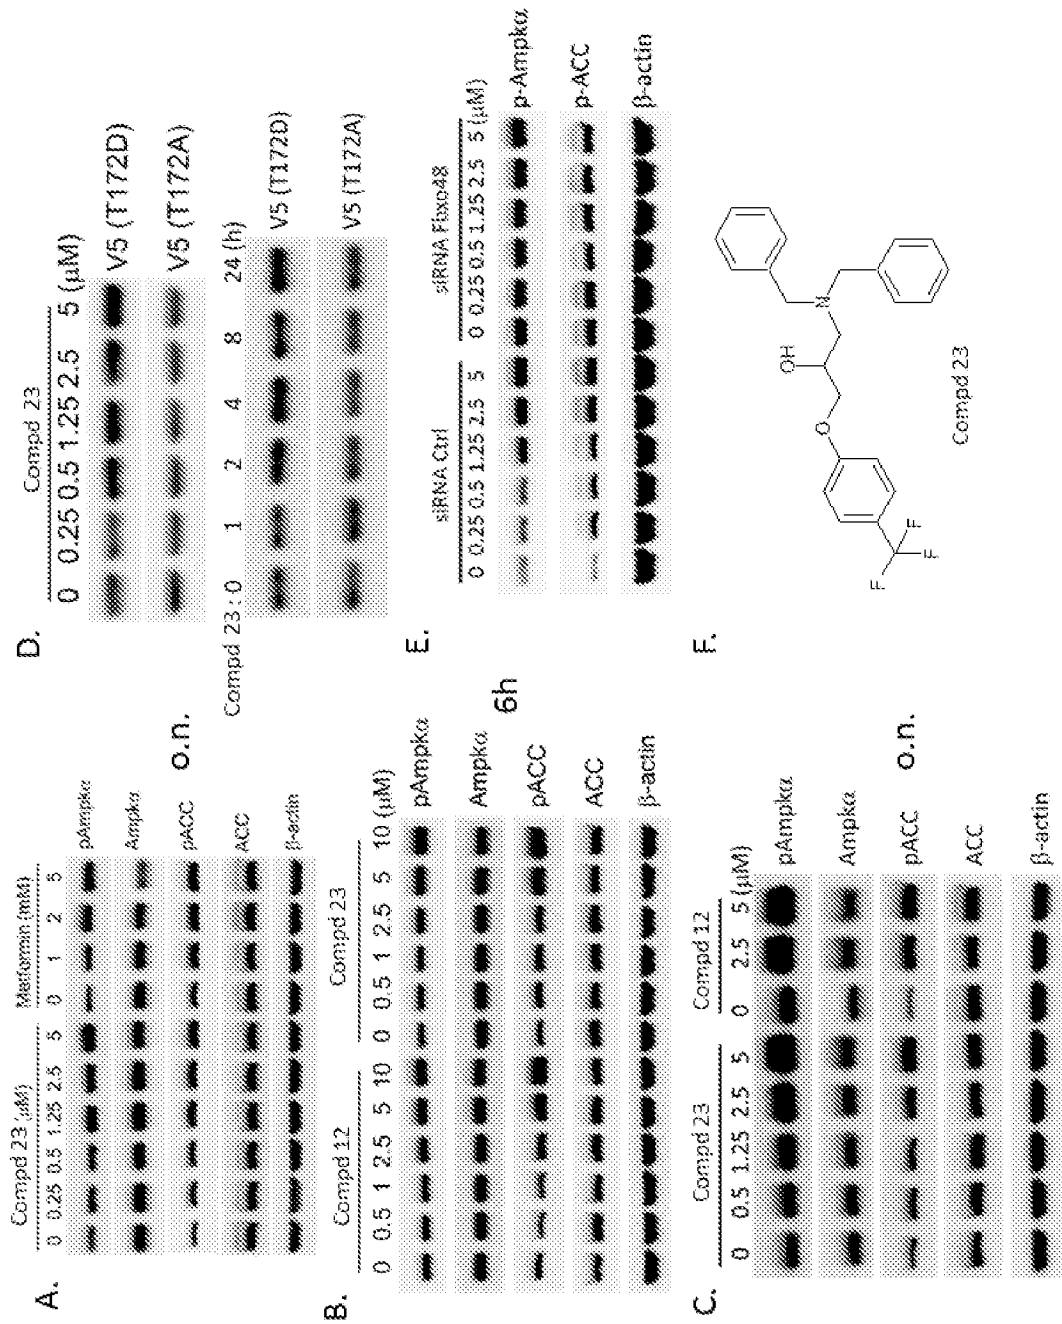 A.
Compd 23 (μM) Metformin (mM)
0 0.25 0.5 1.25 2.5 5 0 1 2 5
pAmpkα
Ampkα
pACC
ACC
β-actin
o.n.
B.
Compd 12 Compd 23
0 0.5 1 2.5 5 10 0 0.5 1 2.5 5 10 (μM)
pAmpkα
Ampkα
pACC
ACC
β-actin
6h
C.
Compd 23 Compd 12
0 0.5 1.25 2.5 5 0 2.5 5 (μM)
pAmpkα
Ampkα
pACC
ACC
β-actin
o.n.
D.
Compd 23
0 0.25 0.5 1.25 2.5 5 (μM)
V5 (T172D)
V5 (T172A)
Compd 23 : 0 1 2 4 8 24 (h)
V5 (T172D)
V5 (T172A)
E.
siRNA Ctrl siRNA Fbxo48
0 0.25 0.5 1.25 2.5 5 0 0.25 0.5 1.25 2.5 5 (μM)
p-Ampkα
p-ACC
β-actin
F.
F
F
F
O
OH
N
Compd 23